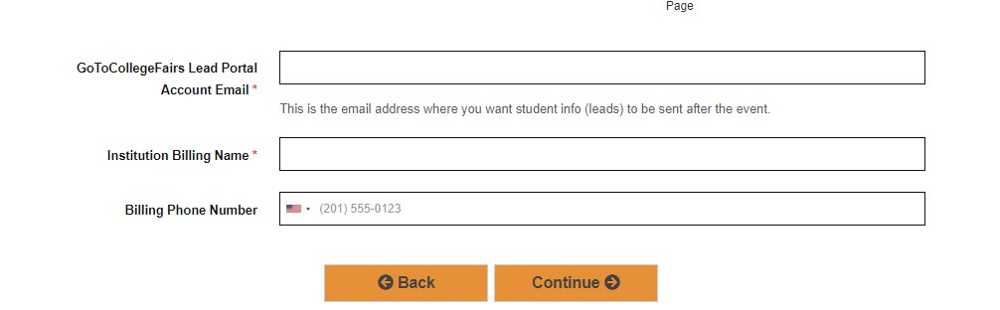 Page
GoToCollegeFairs Lead Portal
Account Email *
This is the email address where you want student info (leads) to be sent after the event.
Institution Billing Name *
Billing Phone Number
(201) 555-0123
Back
Continue